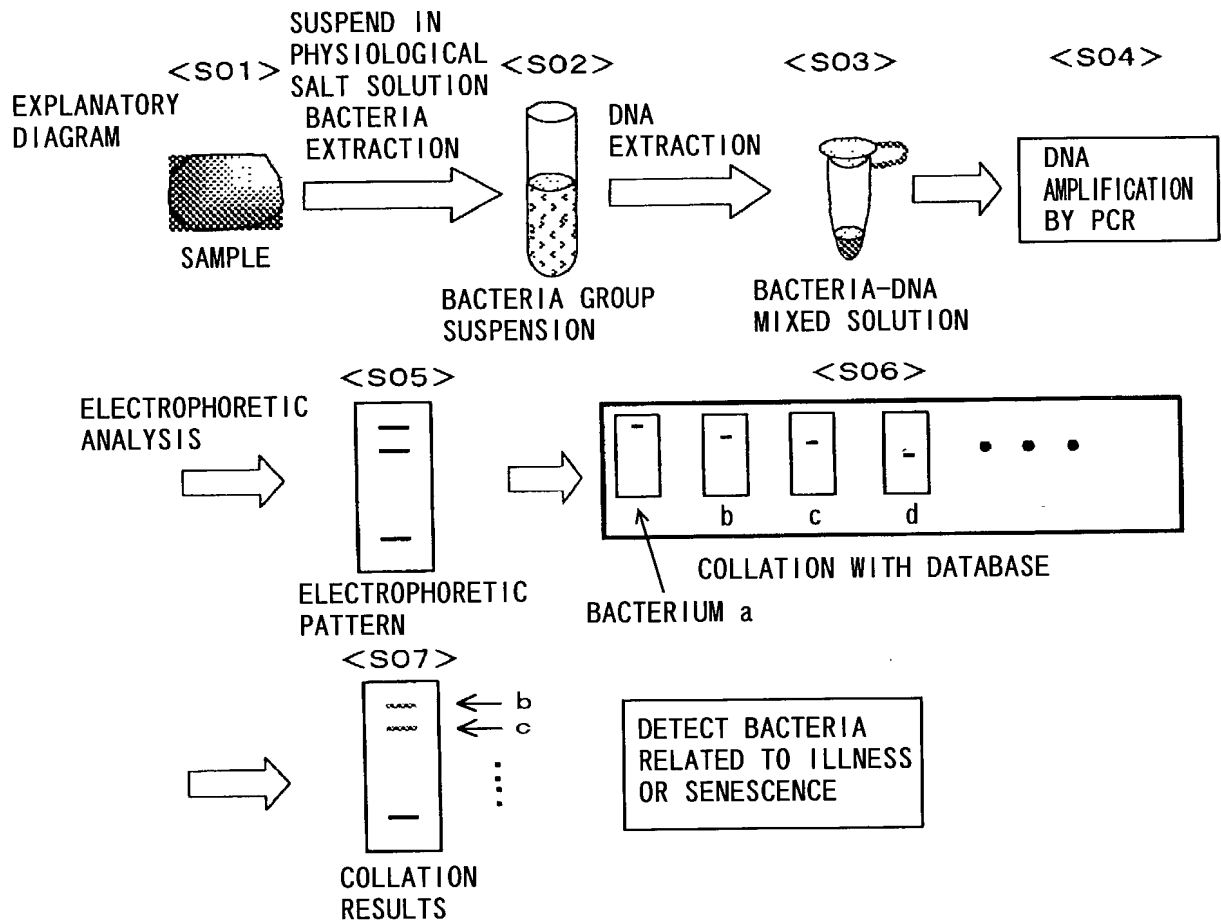 EXPLANATORY
DIAGRAM
<S01>
SAMPLE
SUSPEND IN
PHYSIOLOGICAL
SALT SOLUTION
BACTERIA
EXTRACTION
<S02>
BACTERIA GROUP
SUSPENSION
DNA
EXTRACTION
<S03>
BACTERIA-DNA
MIXED SOLUTION
<S04>
DNA
AMPLIFICATION
BY PCR
ELECTROPHORETIC
ANALYSIS
<S05>
ELECTROPHORETIC
PATTERN
<S06>
b c d
COLLATION WITH DATABASE
BACTERIUM a
<S07>
b
c
COLLATION
RESULTS
DETECT BACTERIA
RELATED TO ILLNESS
OR SENESCENCE